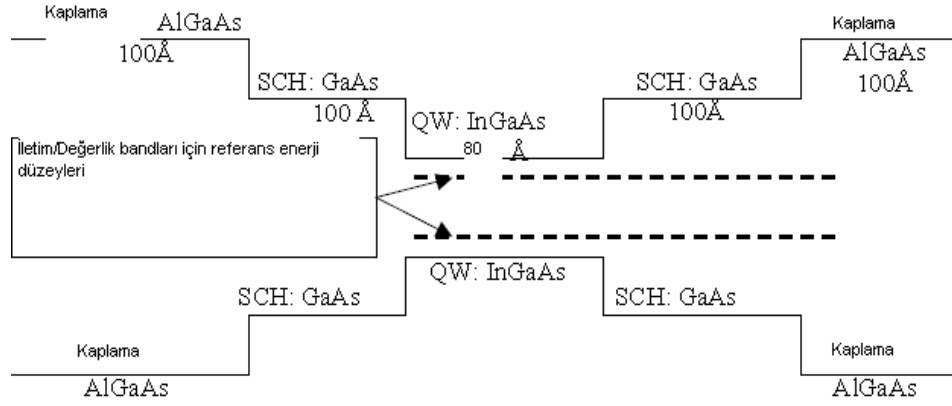 Kaplama
AlGaAs
100Å
SCH: GaAs
100 Å
QW: InGaAs
80 Å
SCH: GaAs
100Å
Kaplama
AlGaAs
100Å
İletim/Değerlik bandları için referans enerji
düzeyleri
QW: InGaAs
SCH: GaAs
SCH: GaAs
Kaplama
AlGaAs
Kaplama
AlGaAs